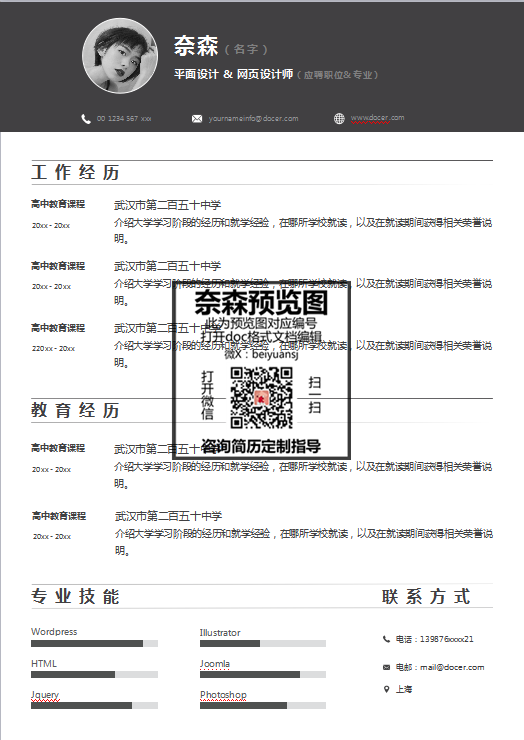 奈森（名字）
平面设计 & 网页设计师（应聘职位&专业）
00 1234 567 xxx
yournameinfo@docer.com
www.docer.com
工作经历
高中教育课程
武汉市第二百五十中学
20xx - 20xx
介绍大学学习阶段的经历和就学经验，在哪所学校就读，以及在就读期间获得相关荣誉说
明。
高中教育课程
武汉市第二百五十中学
20xx - 20xx
介绍大学学习阶段的经历和就学经验，在哪所学校就读，以及在就读期间获得相关荣誉说
明。
高中教育课程
武汉市第二百五十中学
220xx - 20xx
介绍大学学习阶段的经历和就学经验，在哪所学校就读，以及在就读期间获得相关荣誉说
明。
奈森预览图
此为预览图对应编号
打开doc格式文档编辑
微X：beiyuansj
打开微信
扫一扫
咨询简历定制指导
教育经历
高中教育课程
武汉市第二百五十中学
20xx - 20xx
介绍大学学习阶段的经历和就学经验，在哪所学校就读，以及在就读期间获得相关荣誉说
明。
高中教育课程
武汉市第二百五十中学
20xx - 20xx
介绍大学学习阶段的经历和就学经验，在哪所学校就读，以及在就读期间获得相关荣誉说
明。
专业技能
Wordpress
Illustrator
HTML
Joomla
Jquery
Photoshop
联系方式
电话：139876xxxx21
电邮：mail@docer.com
上海